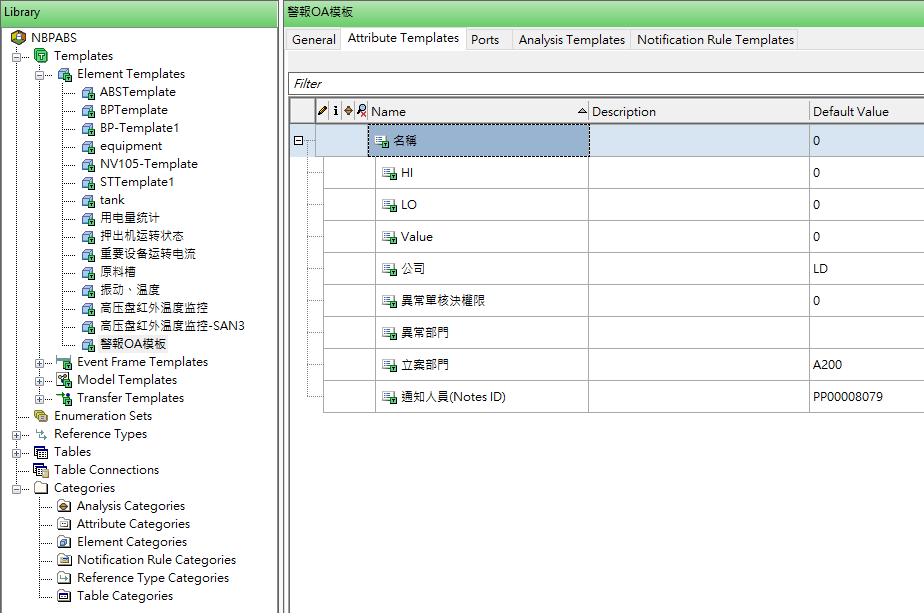 Library
NBPABS
Templates
Element Templates
ABSTemplate
BPTemplate
BP-Template1
equipment
NV105-Template
STTemplate1
tank
用电量统计
押出机运转状态
重要设备运转电流
原料槽
振动、温度
高压盘红外温度监控
高压盘红外温度监控-SAN3
警報OA模板
Event Frame Templates
Model Templates
Transfer Templates
Enumeration Sets
Reference Types
Tables
Table Connections
Categories
Analysis Categories
Attribute Categories
Element Categories
Notification Rule Categories
Reference Type Categories
Table Categories
警報OA模板
General Attribute Templates Ports Analysis Templates Notification Rule Templates
Filter
Name Description Default Value
名稱 0
HI 0
LO 0
Value 0
公司 LD
異常單核決權限 0
異常部門
立案部門 A200
通知人員(Notes ID) PP00008079